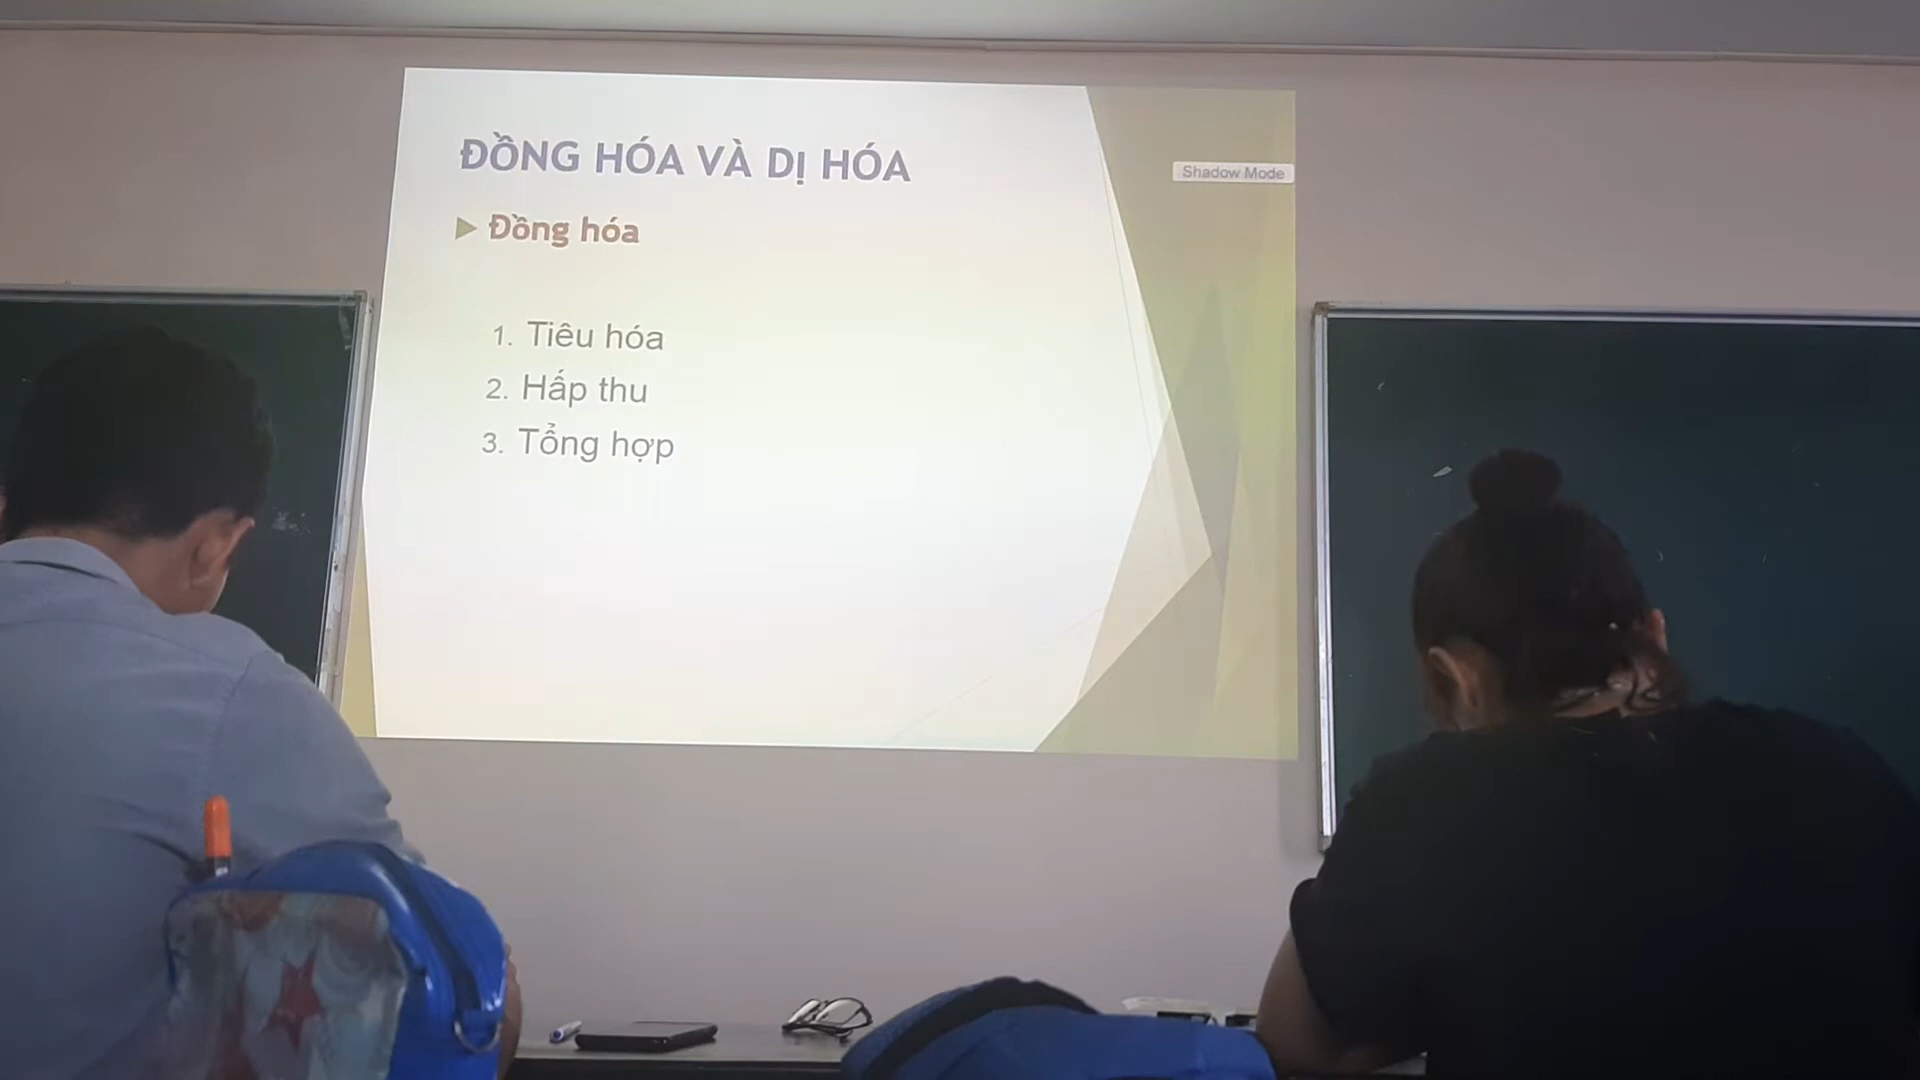 ĐỒNG HÓA VÀ DỊ HÓA
Shadow Mode
Đồng hóa
1. Tiêu hóa
2. Hấp thu
3. Tổng hợp